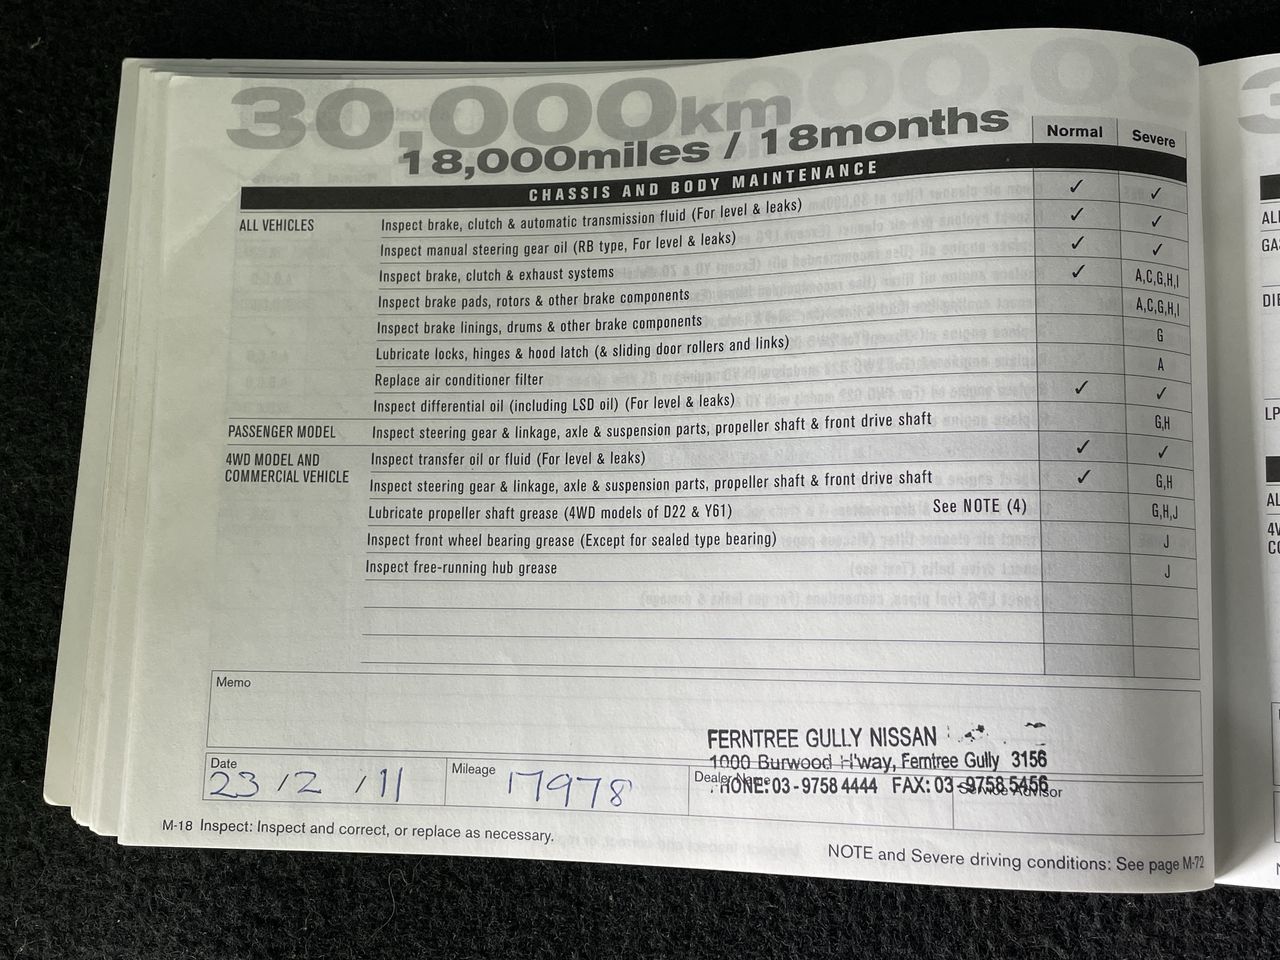 30,000km
18,000miles / 18months
Normal Severe
CHASSIS AND BODY MAINTENANCE
ALL VEHICLES Inspect brake, clutch & automatic transmission fluid (For level & leaks) ✓ ✓
Inspect manual steering gear oil (RB type, For level & leaks) ✓ ✓
Inspect brake, clutch & exhaust systems ✓ ✓
Inspect brake pads, rotors & other brake components ✓ A,C,G,H,I
Inspect brake linings, drums & other brake components A,C,G,H,I
Lubricate locks, hinges & hood latch (& sliding door rollers and links) G
Replace air conditioner filter A
Inspect differential oil (including LSD oil) (For level & leaks) ✓ ✓
PASSENGER MODEL Inspect steering gear & linkage, axle & suspension parts, propeller shaft & front drive shaft G,H
4WD MODEL AND COMMERCIAL VEHICLE Inspect transfer oil or fluid (For level & leaks) ✓ ✓
Inspect steering gear & linkage, axle & suspension parts, propeller shaft & front drive shaft ✓ G,H
Lubricate propeller shaft grease (4WD models of D22 & Y61) See NOTE (4) G,H,J
Inspect front wheel bearing grease (Except for sealed type bearing) J
Inspect free-running hub grease J
Memo
FERNTREE GULLY NISSAN
1000 Burwood H'way, Ferntree Gully 3156
PHONE: 03-9758 4444 FAX: 03-9758 5456
Date 23/2/11
Mileage 17978
Dealer Name
Service Advisor
M-18 Inspect: Inspect and correct, or replace as necessary.
NOTE and Severe driving conditions: See page M-72